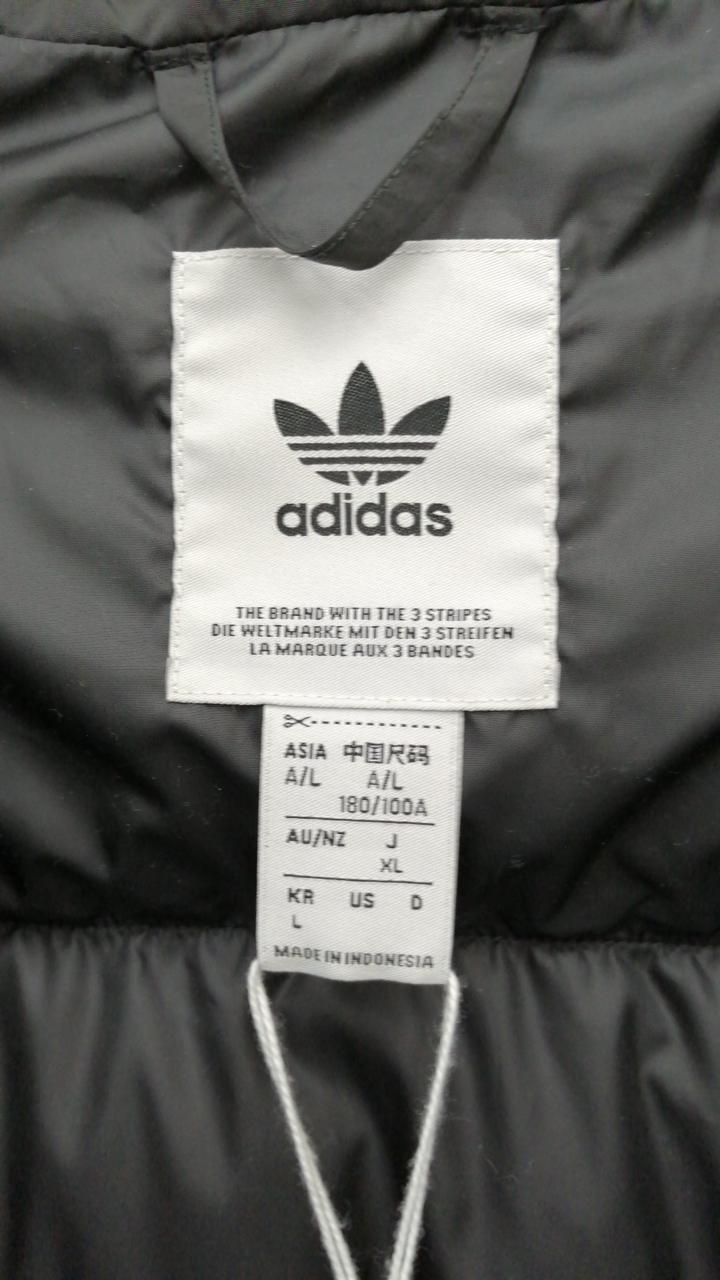 adidas
THE BRAND WITH THE 3 STRIPES
DIE WELTMARKE MIT DEN 3 STREIFEN
LA MARQUE AUX 3 BANDES
ASIA 中国尺码
A/L A/L
180/100A
AU/NZ J
XL
KR US D
L
MADE IN INDONESIA